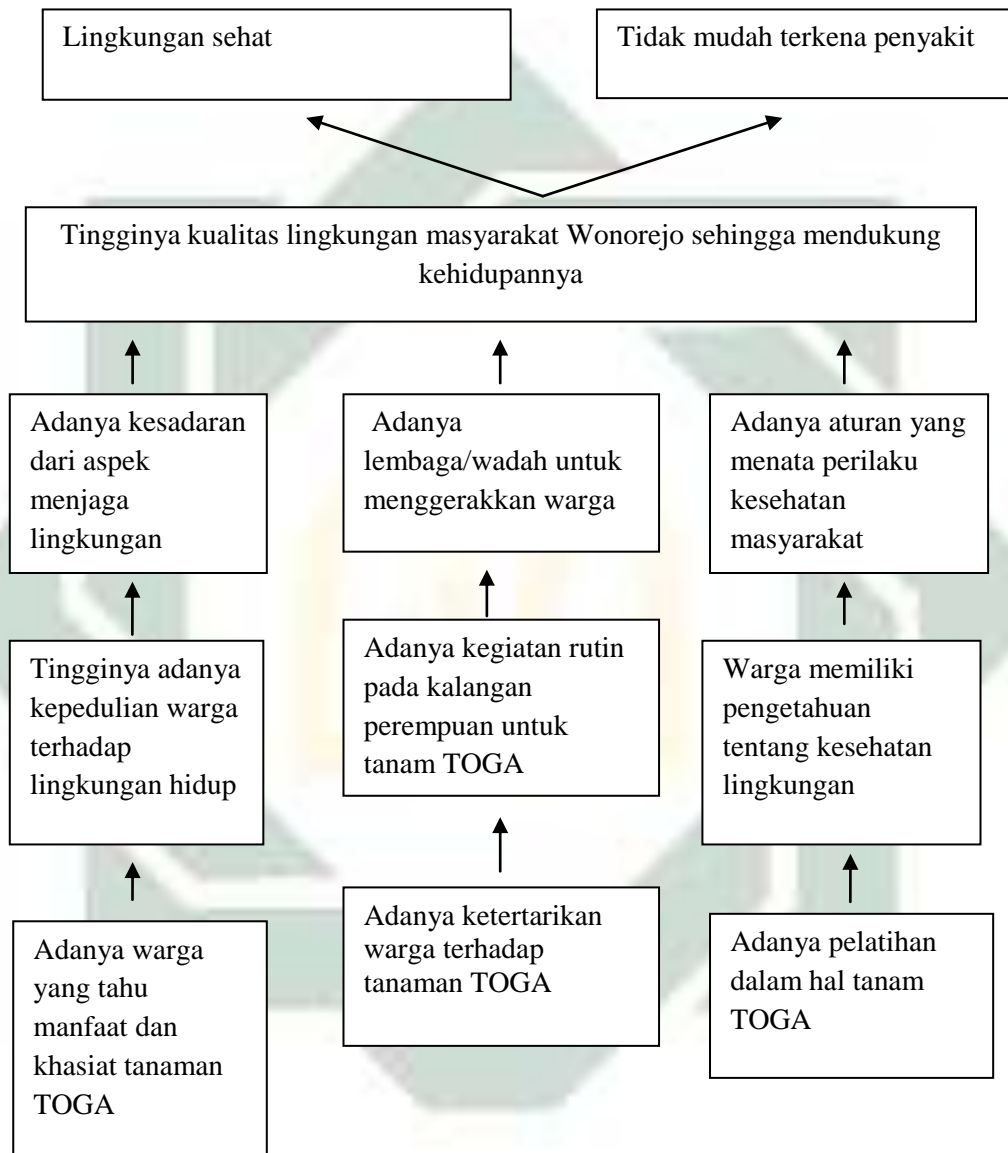 Lingkungan sehat
Tidak mudah terkena penyakit
Tingginya kualitas lingkungan masyarakat Wonorejo sehingga mendukung
kehidupannya
Adanya kesadaran
dari aspek
menjaga
lingkungan
Adanya
lembaga/wadah untuk
menggerakkan warga
Adanya aturan yang
menata perilaku
kesehatan
masyarakat
Tingginya adanya
kepedulian warga
terhadap
lingkungan hidup
Adanya kegiatan rutin
pada kalangan
perempuan untuk
tanam TOGA
Warga memiliki
pengetahuan
tentang kesehatan
lingkungan
Adanya warga
yang tahu
manfaat dan
khasiat tanaman
TOGA
Adanya ketertarikan
warga terhadap
tanaman TOGA
Adanya pelatihan
dalam hal tanam
TOGA